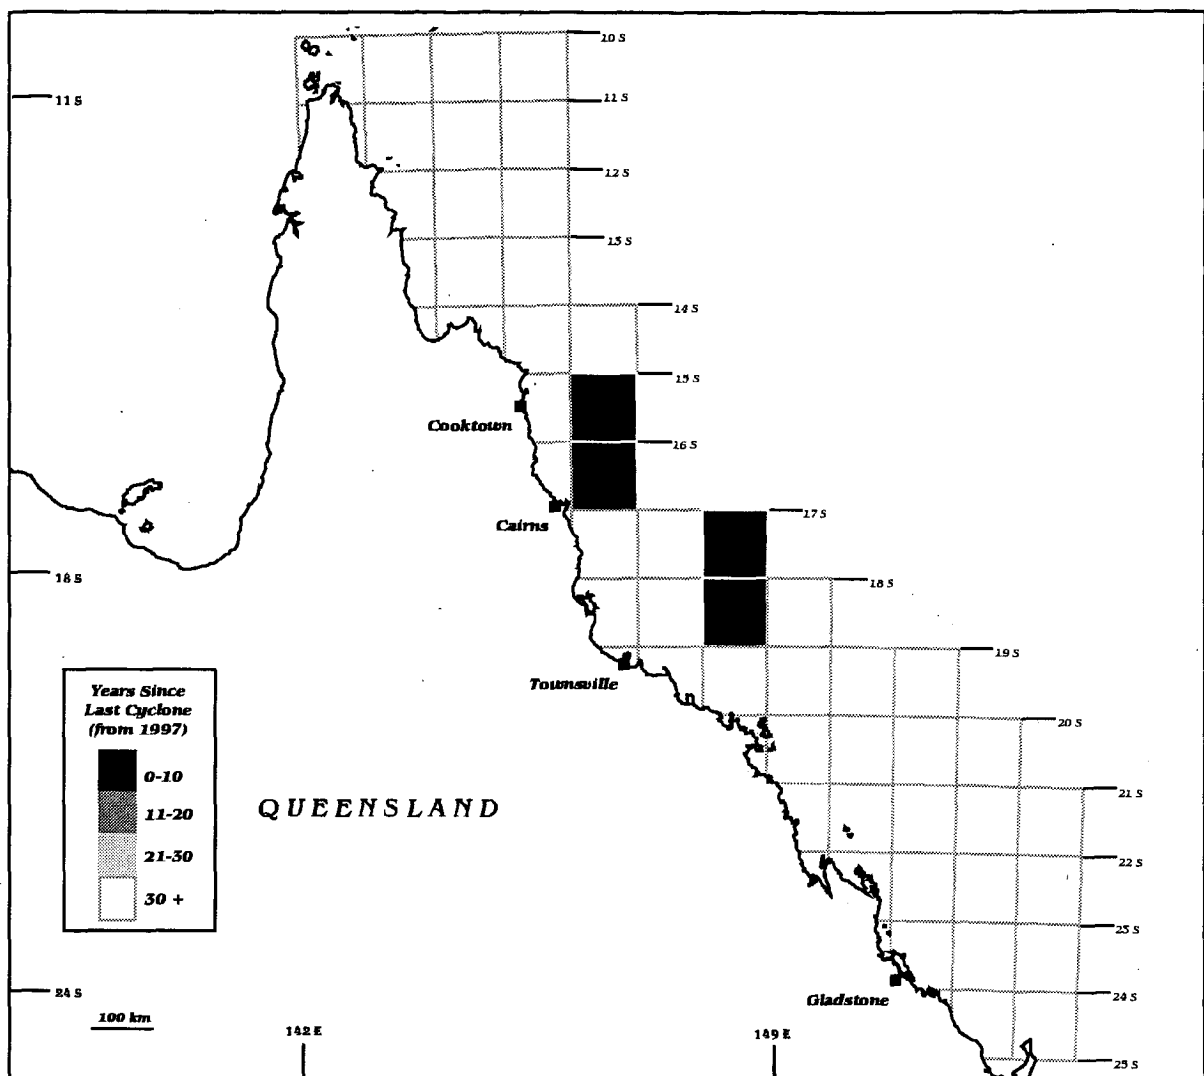 10 S
11 S
11 S
12 S
13 S
14 S
15 S
Cooktown
16 S
17 S
Cairns
18 S
18 S
19 S
Townsville
Years Since
Last Cyclone
(from 1997)
0-10
11-20
21-30
30 +
20 S
QUEENSLAND
21 S
22 S
23 S
24 S
24 S
Gladstone
100 km
142 E
149 E
25 S